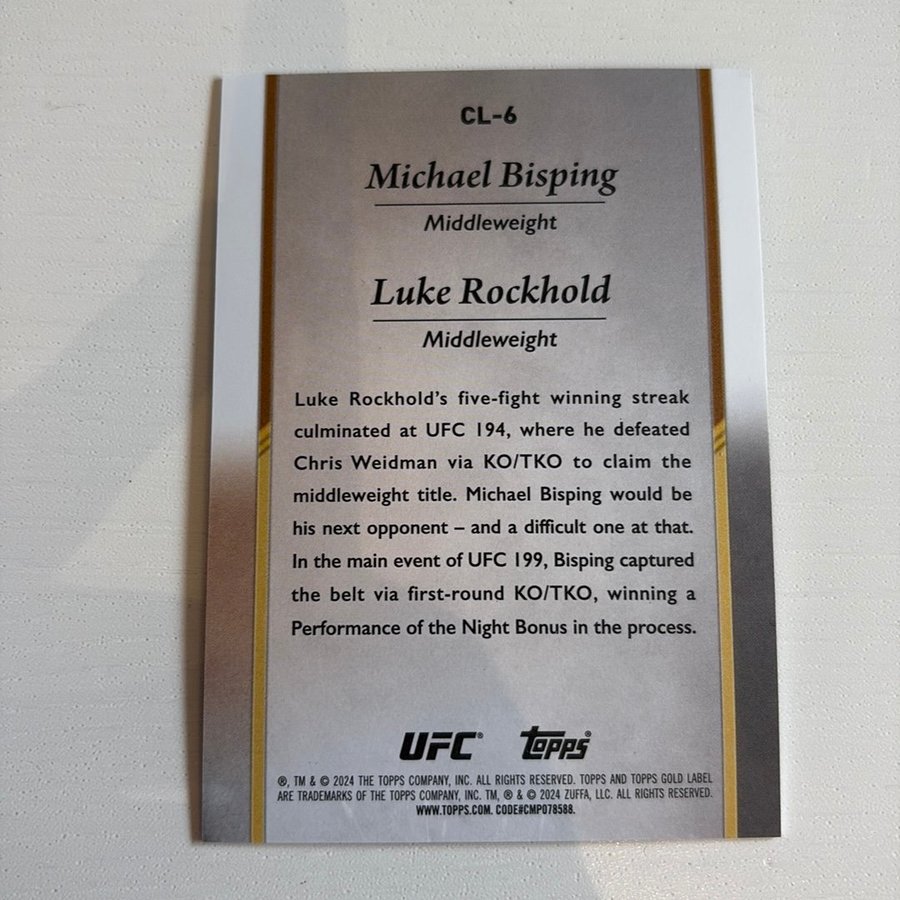 CL-6
Michael Bisping
Middleweight
Luke Rockhold
Middleweight
Luke Rockhold's five-fight winning streak
culminated at UFC 194, where he defeated
Chris Weidman via KO/TKO to claim the
middleweight title. Michael Bisping would be
his next opponent – and a difficult one at that.
In the main event of UFC 199, Bisping captured
the belt via first-round KO/TKO, winning a
Performance of the Night Bonus in the process.
UFC® Topps®
®, TM & © 2024 THE TOPPS COMPANY, INC. ALL RIGHTS RESERVED. TOPPS AND TOPPS GOLD LABEL
ARE TRADEMARKS OF THE TOPPS COMPANY, INC. TM, ® & © 2024 ZUFFA, LLC. ALL RIGHTS RESERVED.
WWW.TOPPS.COM. CODE#CMP078588.